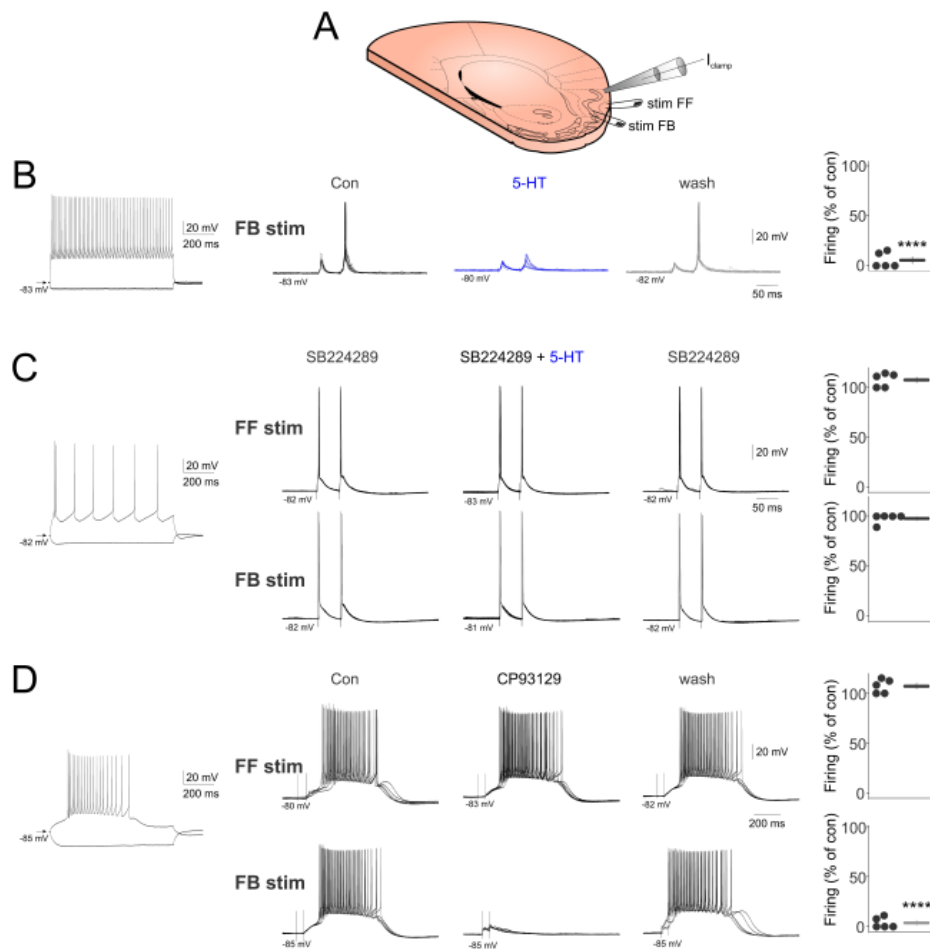 A
I clamp
stim FF
stim FB
B
20 mV
200 ms
-83 mV
FB stim
Con
5-HT
wash
-83 mV
-80 mV
-82 mV
20 mV
50 ms
Firing (% of con)
100
50
0
****
C
SB224289
SB224289 + 5-HT
SB224289
20 mV
200 ms
-82 mV
FF stim
-82 mV
-83 mV
-82 mV
20 mV
50 ms
Firing (% of con)
100
50
0
FB stim
-82 mV
-81 mV
-82 mV
Firing (% of con)
100
50
0
D
Con
CP93129
wash
20 mV
200 ms
-85 mV
FF stim
-80 mV
-83 mV
-82 mV
20 mV
200 ms
Firing (% of con)
100
50
0
FB stim
-85 mV
-85 mV
-85 mV
Firing (% of con)
100
50
0
****